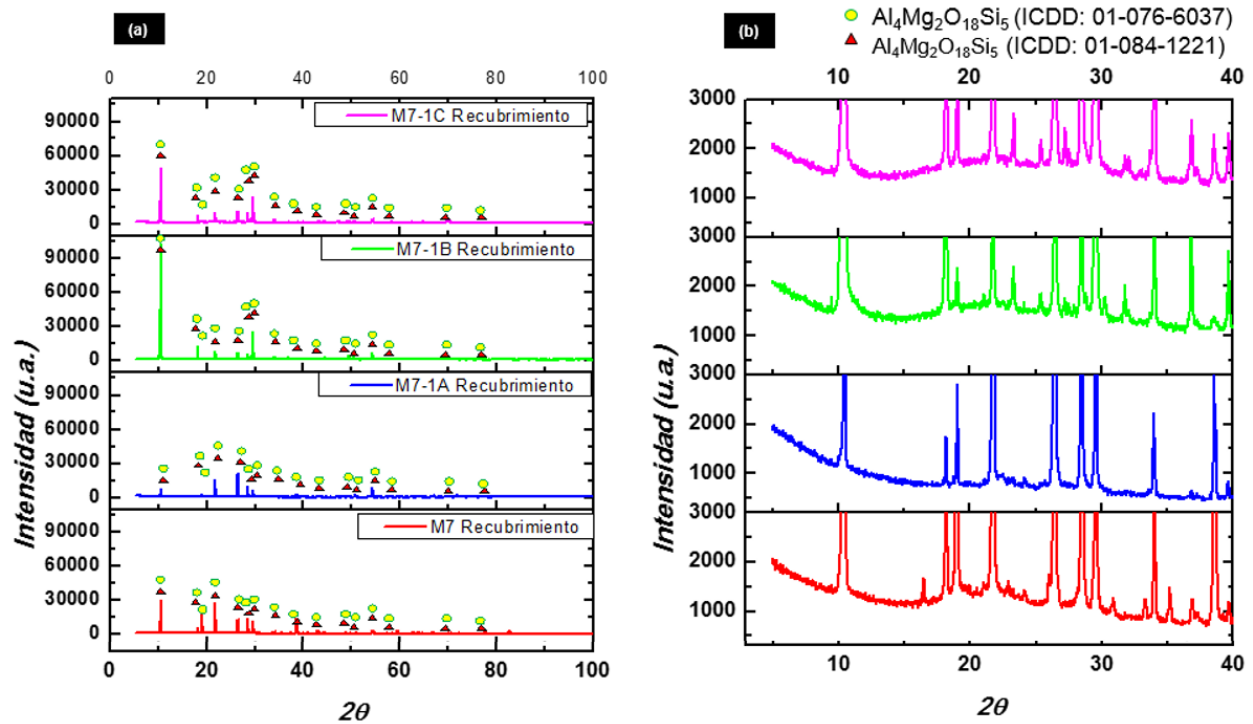 (a)
(b)
Al₄Mg₂O₁₈Si₅ (ICDD: 01-076-6037)
Al₄Mg₂O₁₈Si₅ (ICDD: 01-084-1221)
0 20 40 60 80 100
10 20 30 40
90000
60000
30000
0
M7-1C Recubrimiento
90000
60000
30000
0
M7-1B Recubrimiento
90000
60000
30000
0
M7-1A Recubrimiento
90000
60000
30000
0
M7 Recubrimiento
Intensidad (u.a.)
Intensidad (u.a.)
0 20 40 60 80 100
2θ
3000
2000
1000
3000
2000
1000
3000
2000
1000
3000
2000
1000
Intensidad (u.a.)
Intensidad (u.a.)
10 20 30 40
2θ